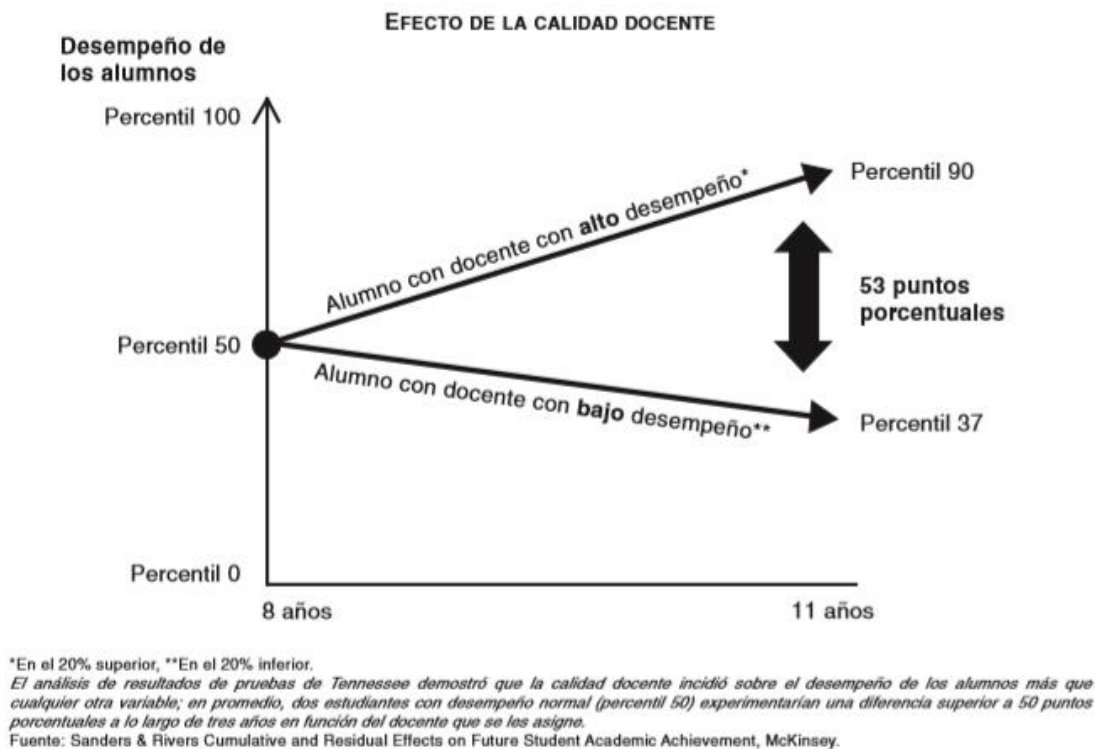 EFECTO DE LA CALIDAD DOCENTE
Desempeño de
los alumnos
Percentil 100
Alumno con docente con alto desempeño*
Percentil 90
53 puntos
porcentuales
Percentil 50
Alumno con docente con bajo desempeño**
Percentil 37
Percentil 0
8 años
11 años
*En el 20% superior, **En el 20% inferior.
El análisis de resultados de pruebas de Tennessee demostró que la calidad docente incidió sobre el desempeño de los alumnos más que
cualquier otra variable; en promedio, dos estudiantes con desempeño normal (percentil 50) experimentarían una diferencia superior a 50 puntos
porcentuales a lo largo de tres años en función del docente que se les asigne.
Fuente: Sanders & Rivers Cumulative and Residual Effects on Future Student Academic Achievement, McKinsey.